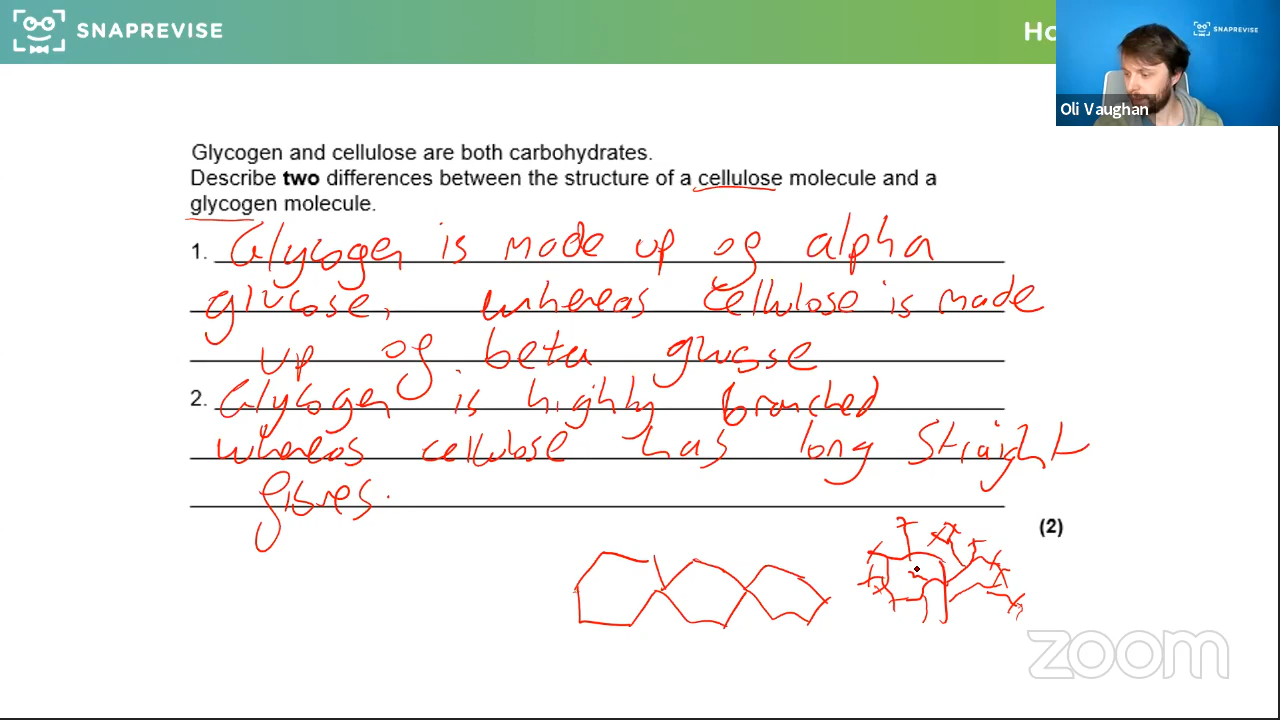 SNAPREVISE
Ho
SNAPREVISE
Oli Vaughan
Glycogen and cellulose are both carbohydrates.
Describe two differences between the structure of a cellulose molecule and a
glycogen molecule.
1. Glycogen is made up of alpha
glucose, whereas cellulose is made
up of beta glucose
2. Glycogen is highly branched
whereas cellulose has long straight
fibres.
(2)
zoom